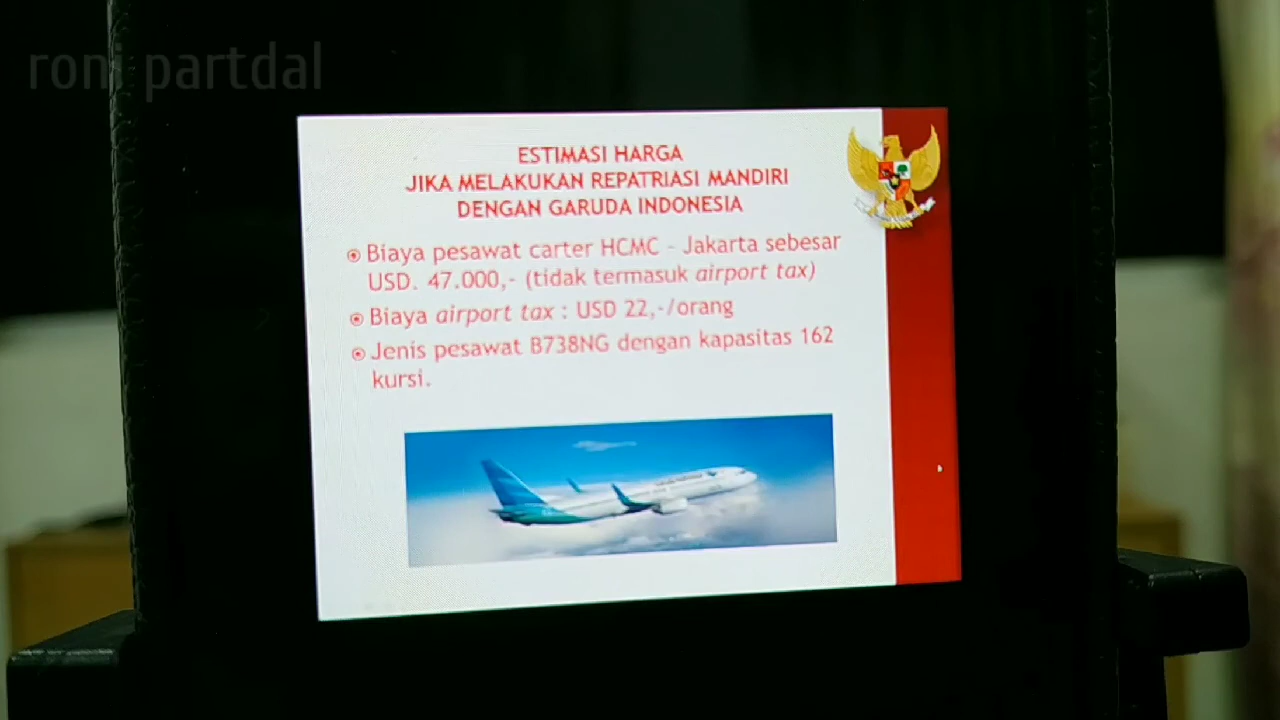 roni partdal
ESTIMASI HARGA
JIKA MELAKUKAN REPATRIASI MANDIRI
DENGAN GARUDA INDONESIA
Biaya pesawat carter HCMC - Jakarta sebesar
USD. 47.000,- (tidak termasuk airport tax)
Biaya airport tax : USD 22,-/orang
Jenis pesawat B738NG dengan kapasitas 162
kursi.